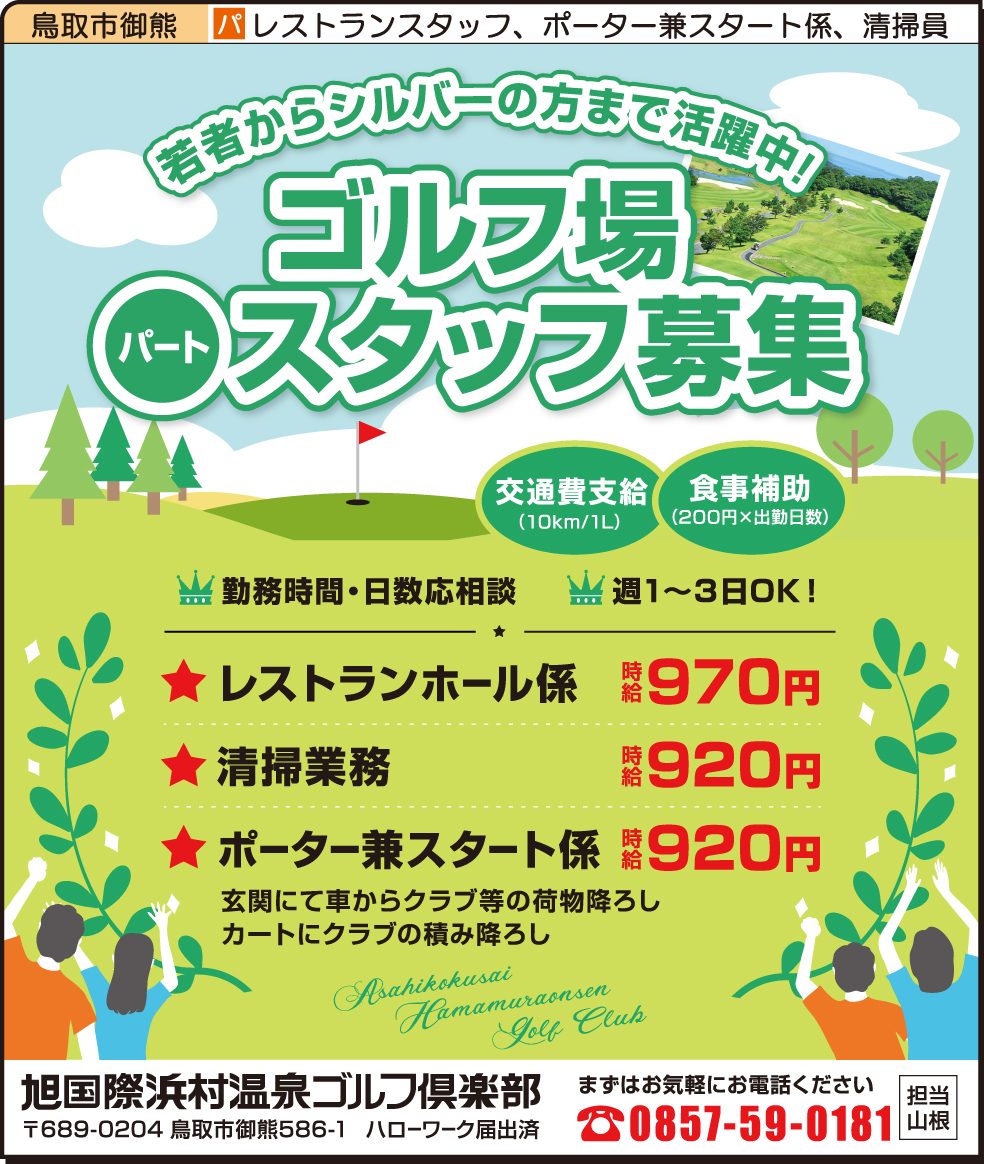 鳥取市御熊 パ レストランスタッフ、ポーター兼スタート係、清掃員
若者からシルバーの方まで活躍中!
ゴルフ場
パート スタッフ募集
交通費支給 食事補助
(10km/1L) (200円×出勤日数)
勤務時間・日数応相談 週1〜3日OK!
★ レストランホール係 時給970円
★ 清掃業務 時給920円
★ ポーター兼スタート係 時給920円
玄関にて車からクラブ等の荷物降ろし
カートにクラブの積み降ろし
Asahikokusai
Hamamuraonsen
Golf Club
旭国際浜村温泉ゴルフ倶楽部
〒689-0204 鳥取市御熊586-1 ハローワーク届出済
まずはお気軽にお電話ください
☎0857-59-0181
担当
山根